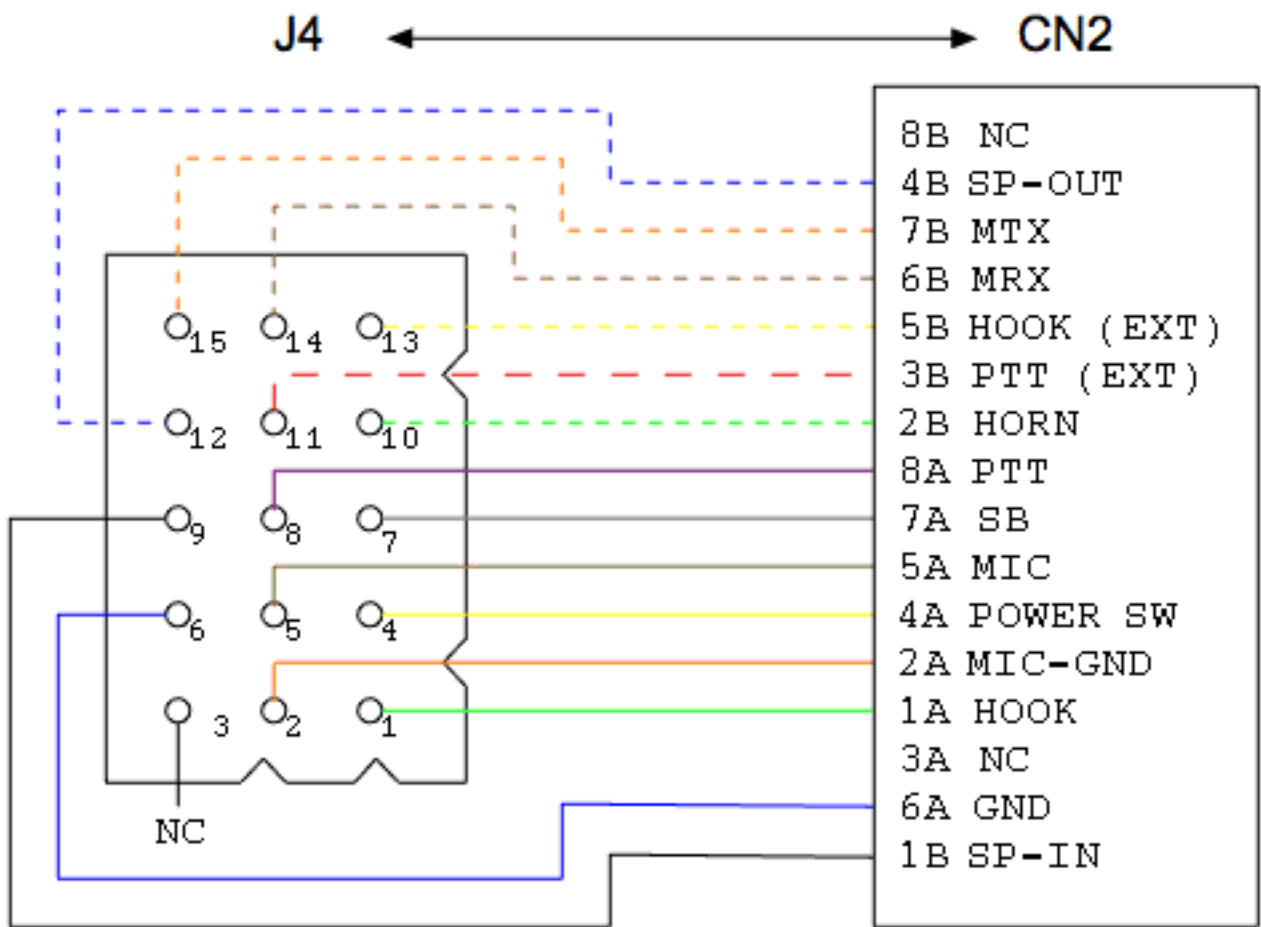 J4 CN2
8B NC
4B SP-OUT
7B MTX
6B MRX
15 14 13 5B HOOK (EXT)
3B PTT (EXT)
12 11 10 2B HORN
8A PTT
9 8 7 7A SB
5A MIC
6 5 4 4A POWER SW
2A MIC-GND
3 2 1 1A HOOK
3A NC
6A GND
NC
1B SP-IN